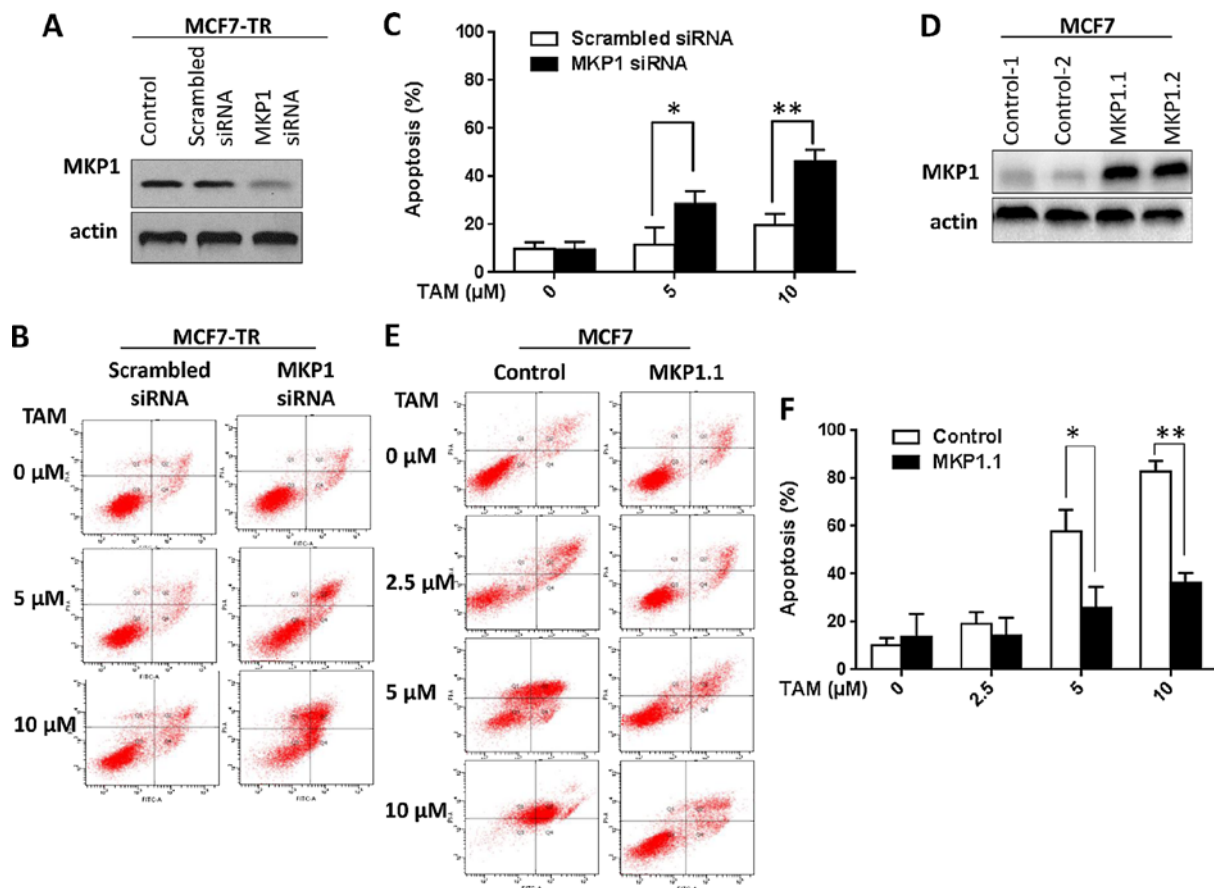 A
MCF7-TR
Control
Scrambled
siRNA
MKP1
siRNA
MKP1
actin
C
100
80
60
40
20
0
Apoptosis (%)
Scrambled siRNA
MKP1 siRNA
*
**
TAM (µM)
0
5
10
D
MCF7
Control-1
Control-2
MKP1.1
MKP1.2
MKP1
actin
B
MCF7-TR
Scrambled
siRNA
MKP1
siRNA
TAM
0 µM
5 µM
10 µM
FITC-A
E
MCF7
Control
MKP1.1
TAM
0 µM
2.5 µM
5 µM
10 µM
F
100
80
60
40
20
0
Apoptosis (%)
Control
MKP1.1
*
**
TAM (µM)
0
2.5
5
10